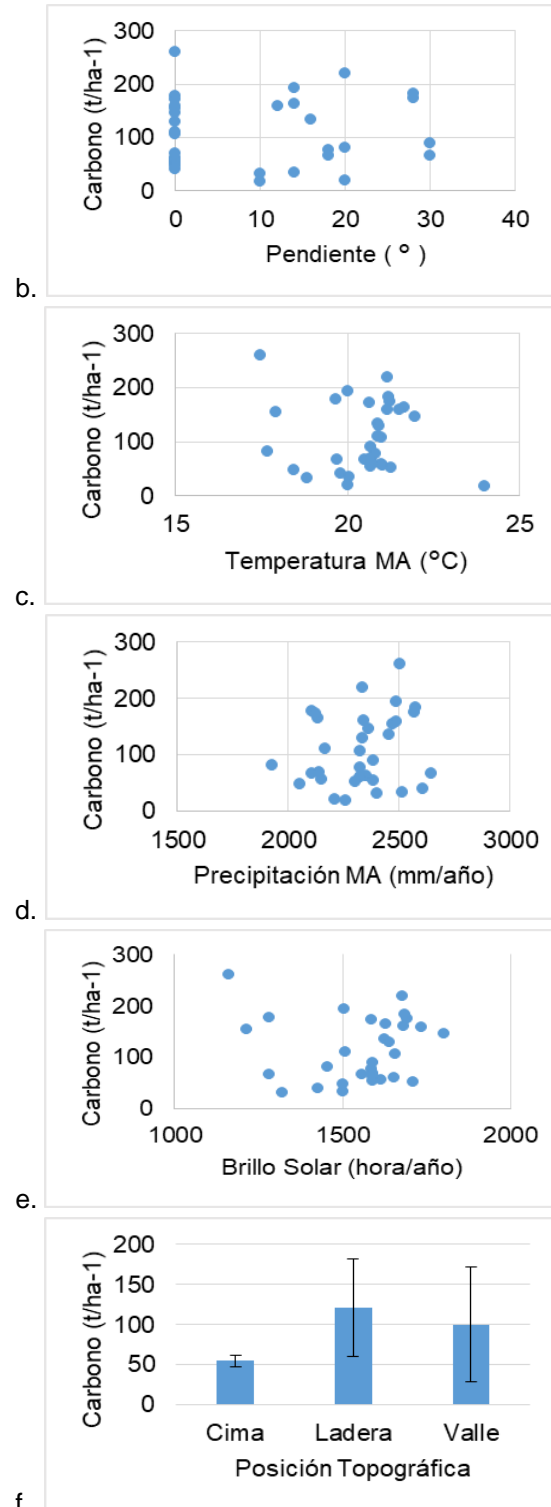 Carbono (t/ha-1)
300
200
100
0
0 10 20 30 40
Pendiente ( ° )
b.
Carbono (t/ha-1)
300
200
100
0
15 20 25
Temperatura MA (°C)
c.
Carbono (t/ha-1)
300
200
100
0
1500 2000 2500 3000
Precipitación MA (mm/año)
d.
Carbono (t/ha-1)
300
200
100
0
1000 1500 2000
Brillo Solar (hora/año)
e.
Carbono (t/ha-1)
200
150
100
50
0
Cima Ladera Valle
Posición Topográfica
f.